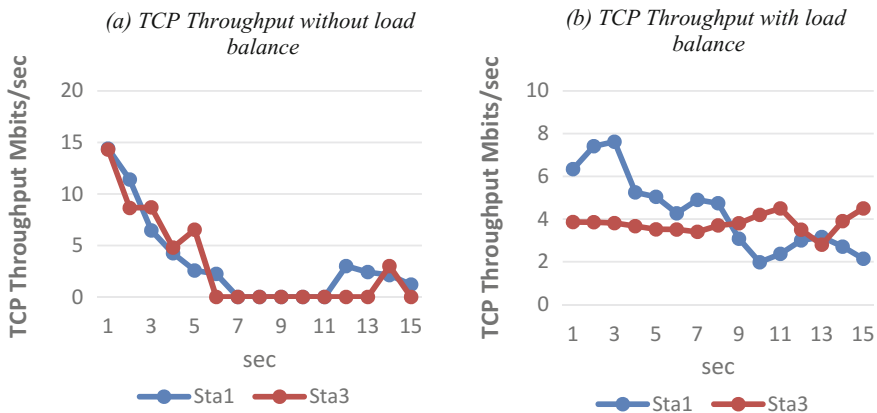 (a) TCP Throughput without load
balance
TCP Throughput Mbits/sec
20
15
10
5
0
1 3 5 7 9 11 13 15
sec
Sta1 Sta3
(b) TCP Throughput with load
balance
TCP Throughput Mbits/sec
10
8
6
4
2
0
1 3 5 7 9 11 13 15
sec
Sta1 Sta3